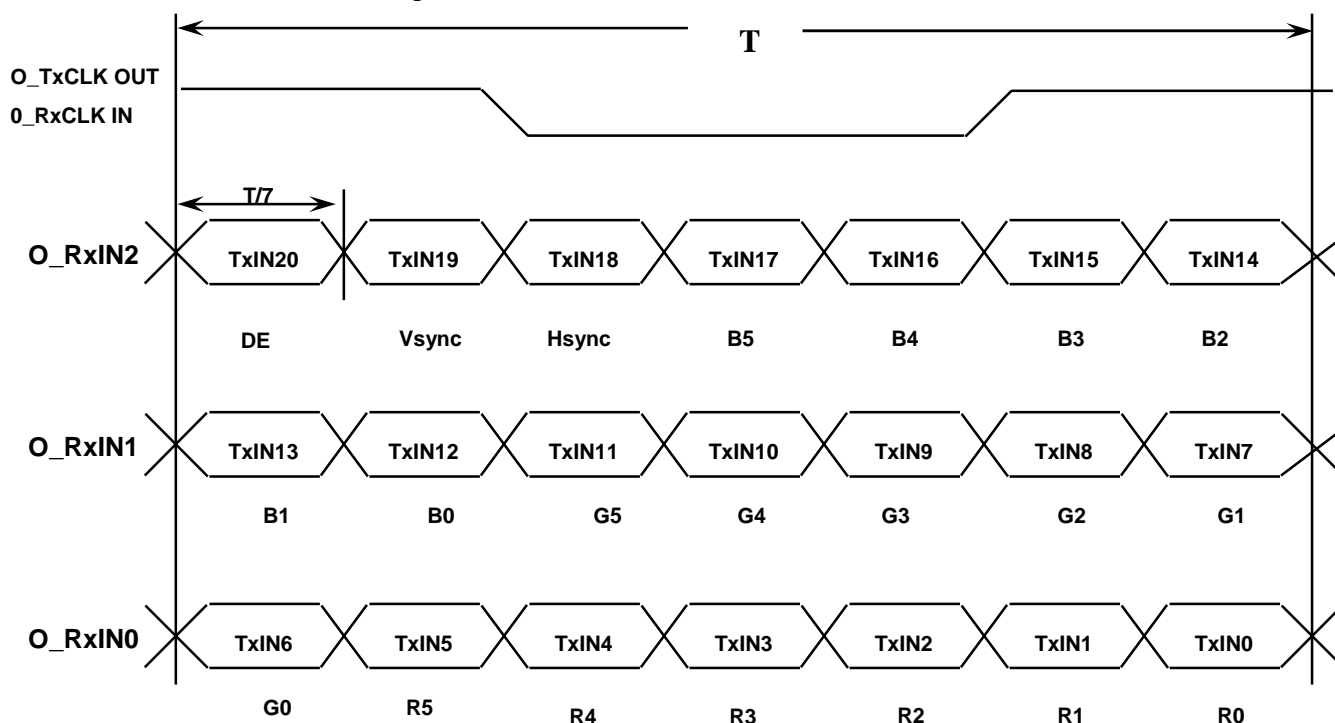 T
O_TxCLK OUT
0_RxCLK IN
T/7
O_RxIN2 TxIN20 TxIN19 TxIN18 TxIN17 TxIN16 TxIN15 TxIN14
DE Vsync Hsync B5 B4 B3 B2
O_RxIN1 TxIN13 TxIN12 TxIN11 TxIN10 TxIN9 TxIN8 TxIN7
B1 B0 G5 G4 G3 G2 G1
O_RxIN0 TxIN6 TxIN5 TxIN4 TxIN3 TxIN2 TxIN1 TxIN0
G0 R5 R4 R3 R2 R1 R0